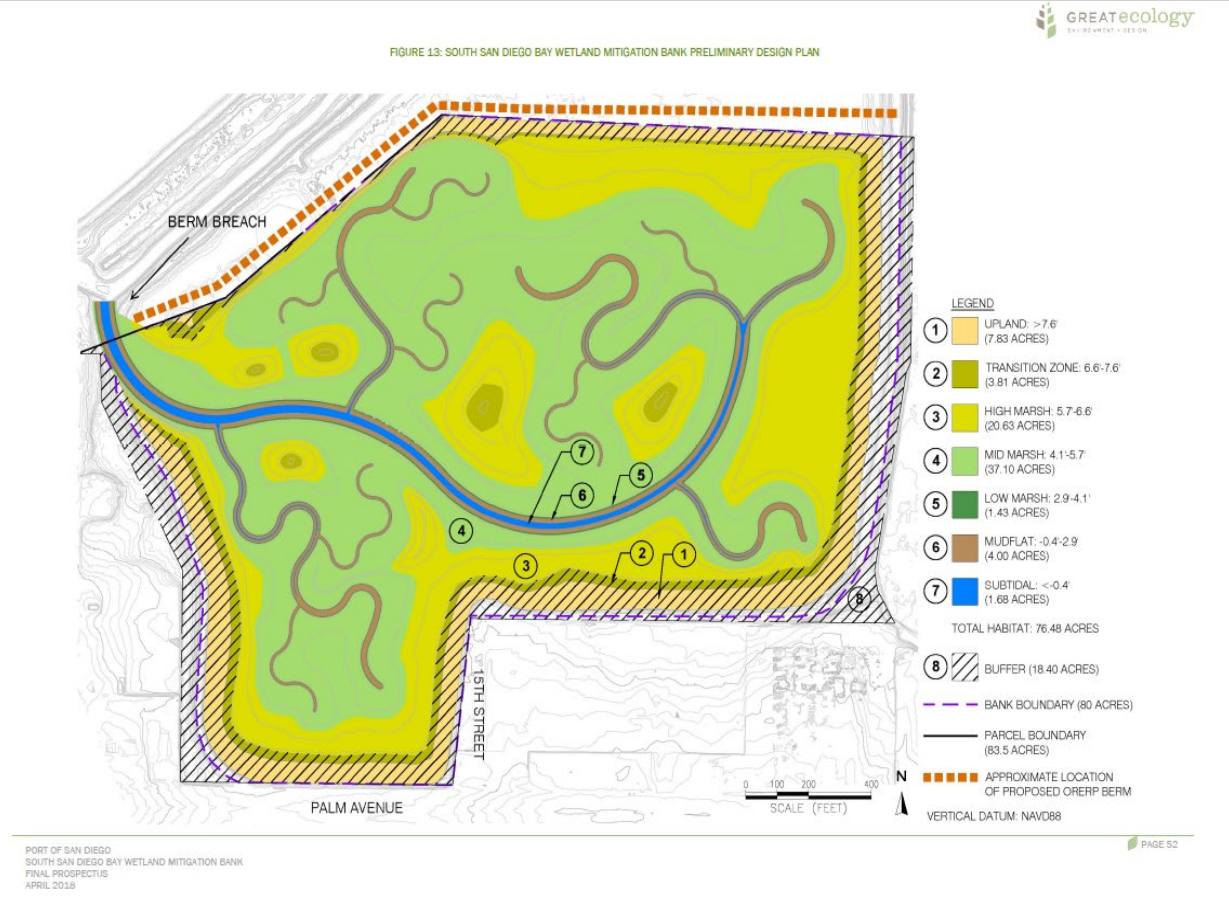 GREATecology
ENVIRONMENT + DESIGN
FIGURE 13: SOUTH SAN DIEGO BAY WETLAND MITIGATION BANK PRELIMINARY DESIGN PLAN
BERM BREACH
7
6
5
4
3
2
1
8
15TH STREET
PALM AVENUE
LEGEND
1 UPLAND: >7.6'
(7.83 ACRES)
2 TRANSITION ZONE: 6.6'-7.6'
(3.81 ACRES)
3 HIGH MARSH: 5.7'-6.6'
(20.63 ACRES)
4 MID MARSH: 4.1'-5.7'
(37.10 ACRES)
5 LOW MARSH: 2.9'-4.1'
(1.43 ACRES)
6 MUDFLAT: -0.4'-2.9'
(4.00 ACRES)
7 SUBTIDAL: <-0.4'
(1.68 ACRES)
TOTAL HABITAT: 76.48 ACRES
8 BUFFER (18.40 ACRES)
BANK BOUNDARY (80 ACRES)
PARCEL BOUNDARY
(83.5 ACRES)
APPROXIMATE LOCATION
OF PROPOSED ORERP BERM
VERTICAL DATUM: NAVD88
0 100 200 400
SCALE (FEET)
N
PORT OF SAN DIEGO
SOUTH SAN DIEGO BAY WETLAND MITIGATION BANK
FINAL PROSPECTUS
APRIL 2018
PAGE 52